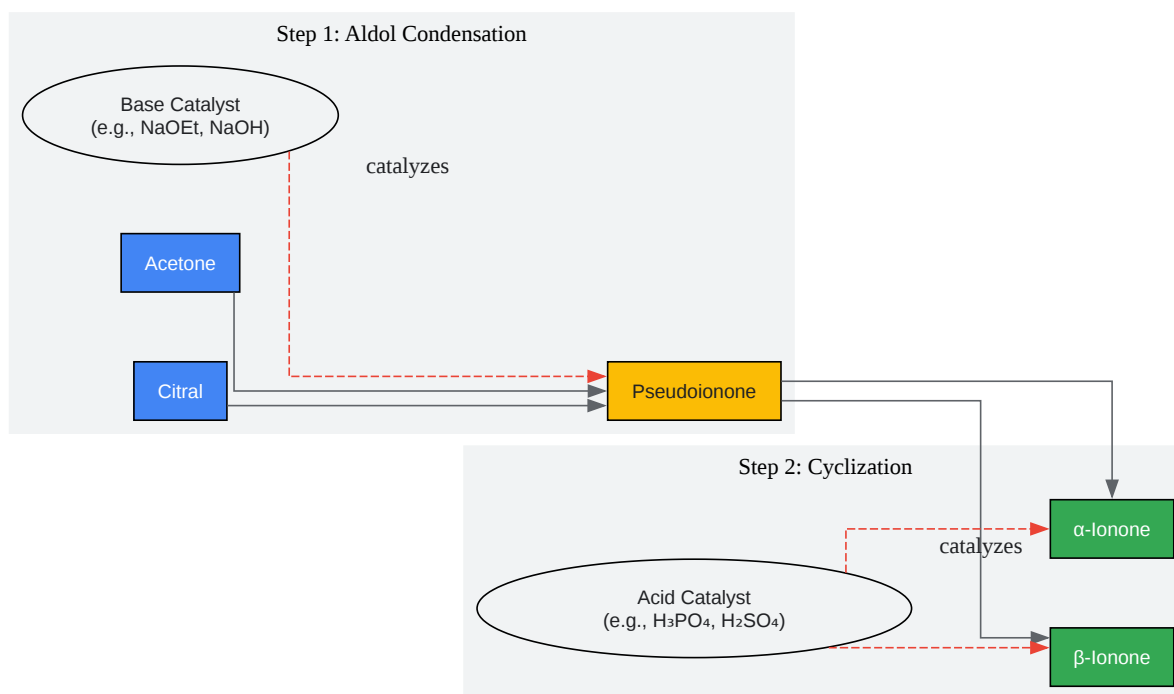 Step 1: Aldol Condensation
Base Catalyst
(e.g., NaOEt, NaOH)
catalyzes
Acetone
Citral
Pseudoionone
Step 2: Cyclization
α-Ionone
catalyzes
Acid Catalyst
(e.g., H₃PO₄, H₂SO₄)
β-Ionone